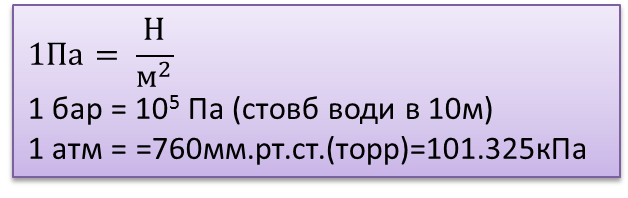 1Па = Н/м²
1 бар = 10⁵ Па (стовб води в 10м)
1 атм = =760мм.рт.ст.(торр)=101.325кПа